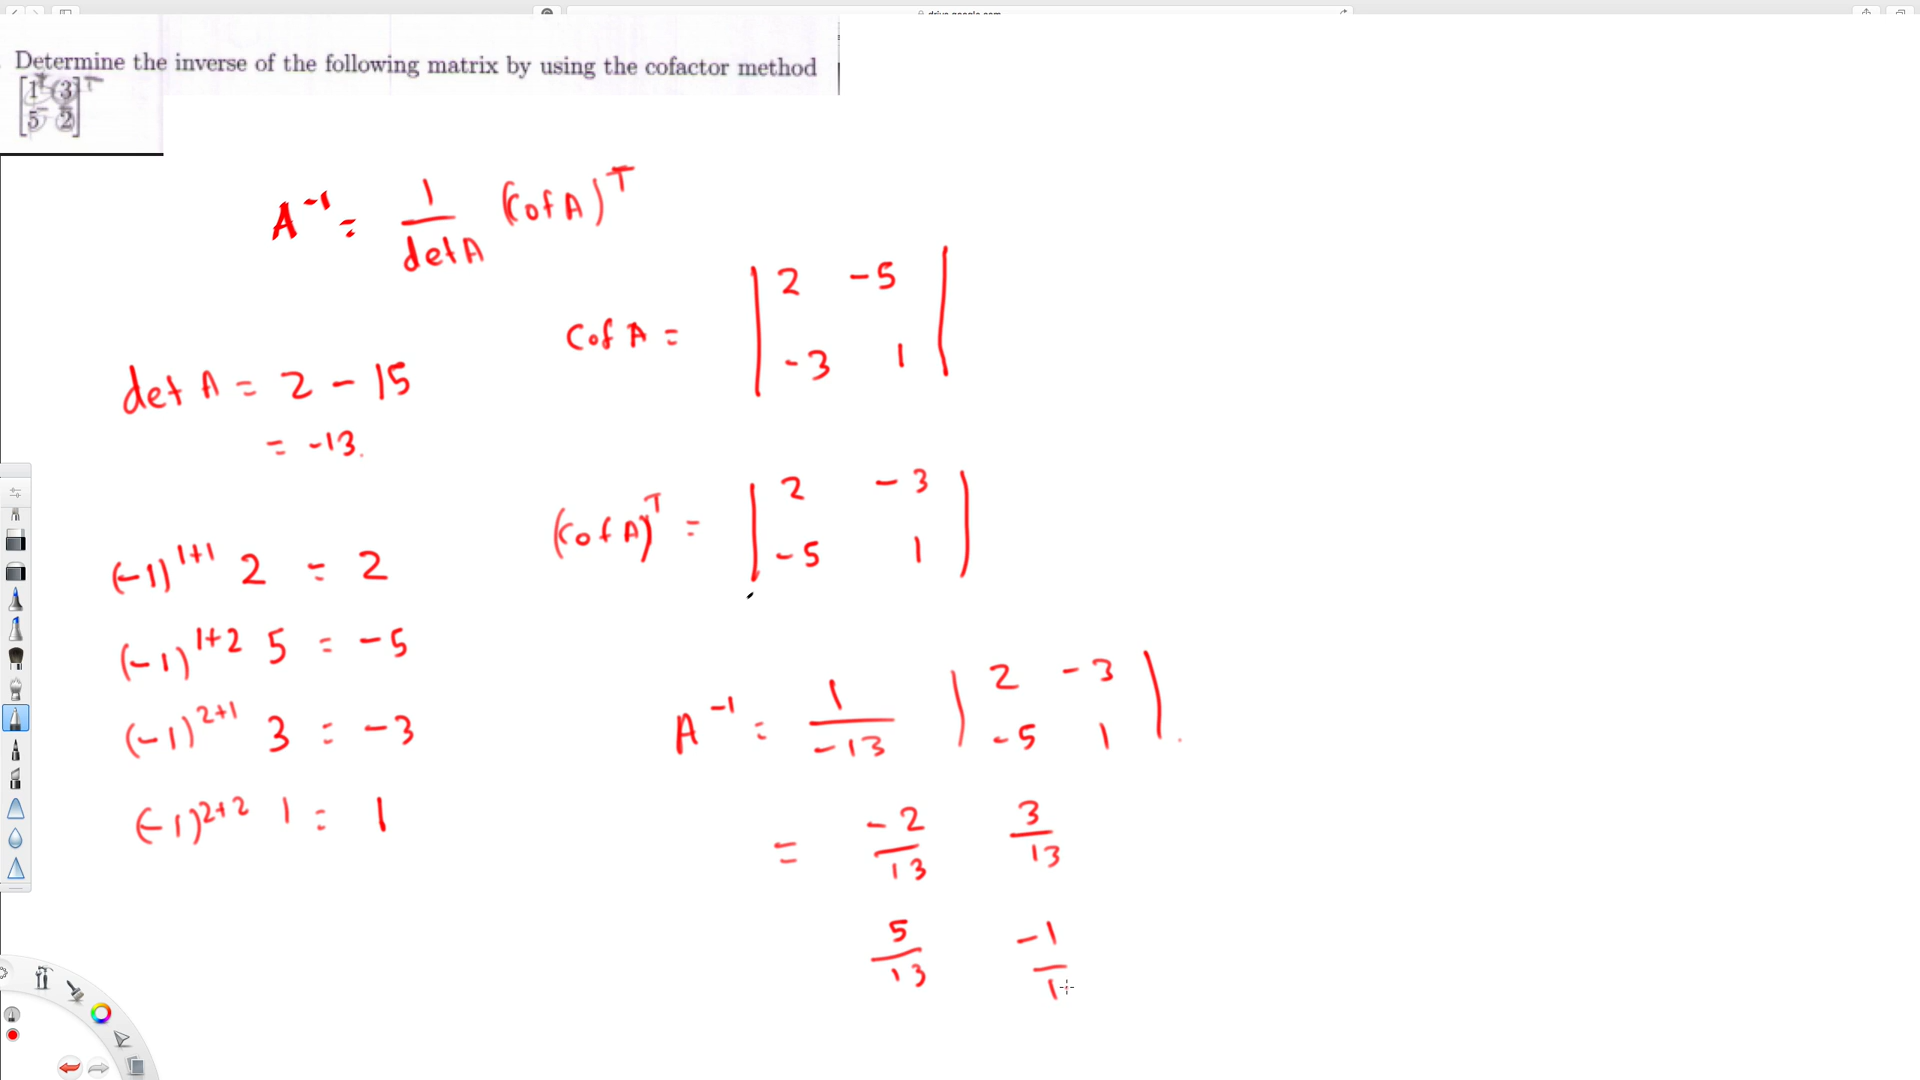 drive.google.com
Determine the inverse of the following matrix by using the cofactor method
[1 3]T
[5 2]
A⁻¹ = 1/detA (Cof A)ᵀ
Cof A = | 2 -5 |
| -3 1 |
det A = 2 - 15
= -13.
(Cof A)ᵀ = | 2 -3 |
| -5 1 |
(-1)¹⁺¹ 2 = 2
(-1)¹⁺² 5 = -5
(-1)²⁺¹ 3 = -3
(-1)²⁺² 1 = 1
A⁻¹ = 1/-13 | 2 -3 |
| -5 1 | .
= -2/13 3/13
5/13 -1/1